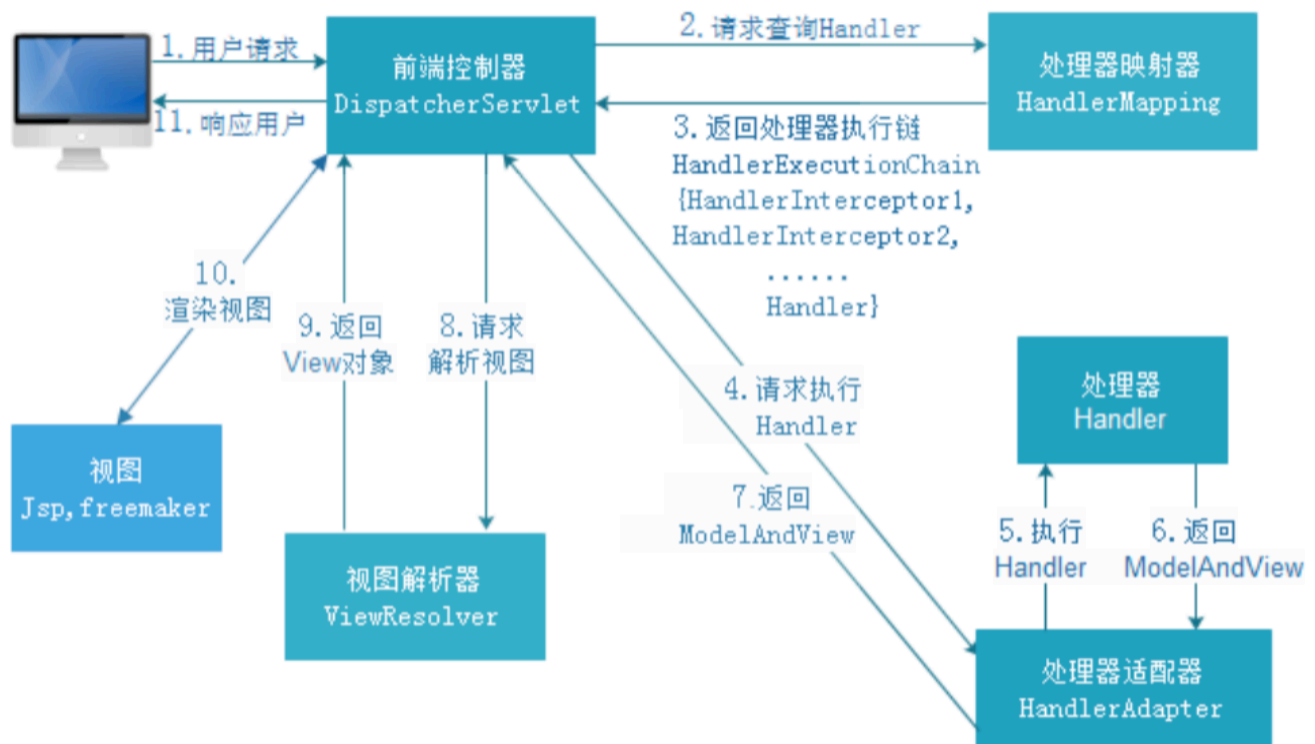 1.用户请求
11.响应用户
前端控制器
DispatcherServlet
2.请求查询Handler
处理器映射器
HandlerMapping
3.返回处理器执行链
HandlerExecutionChain
{HandlerInterceptor1,
HandlerInterceptor2,
......
Handler}
10.
渲染视图
9.返回
View对象
8.请求
解析视图
4.请求执行
Handler
处理器
Handler
视图
Jsp,freemaker
7.返回
ModelAndView
5.执行
Handler
6.返回
ModelAndView
视图解析器
ViewResolver
处理器适配器
HandlerAdapter